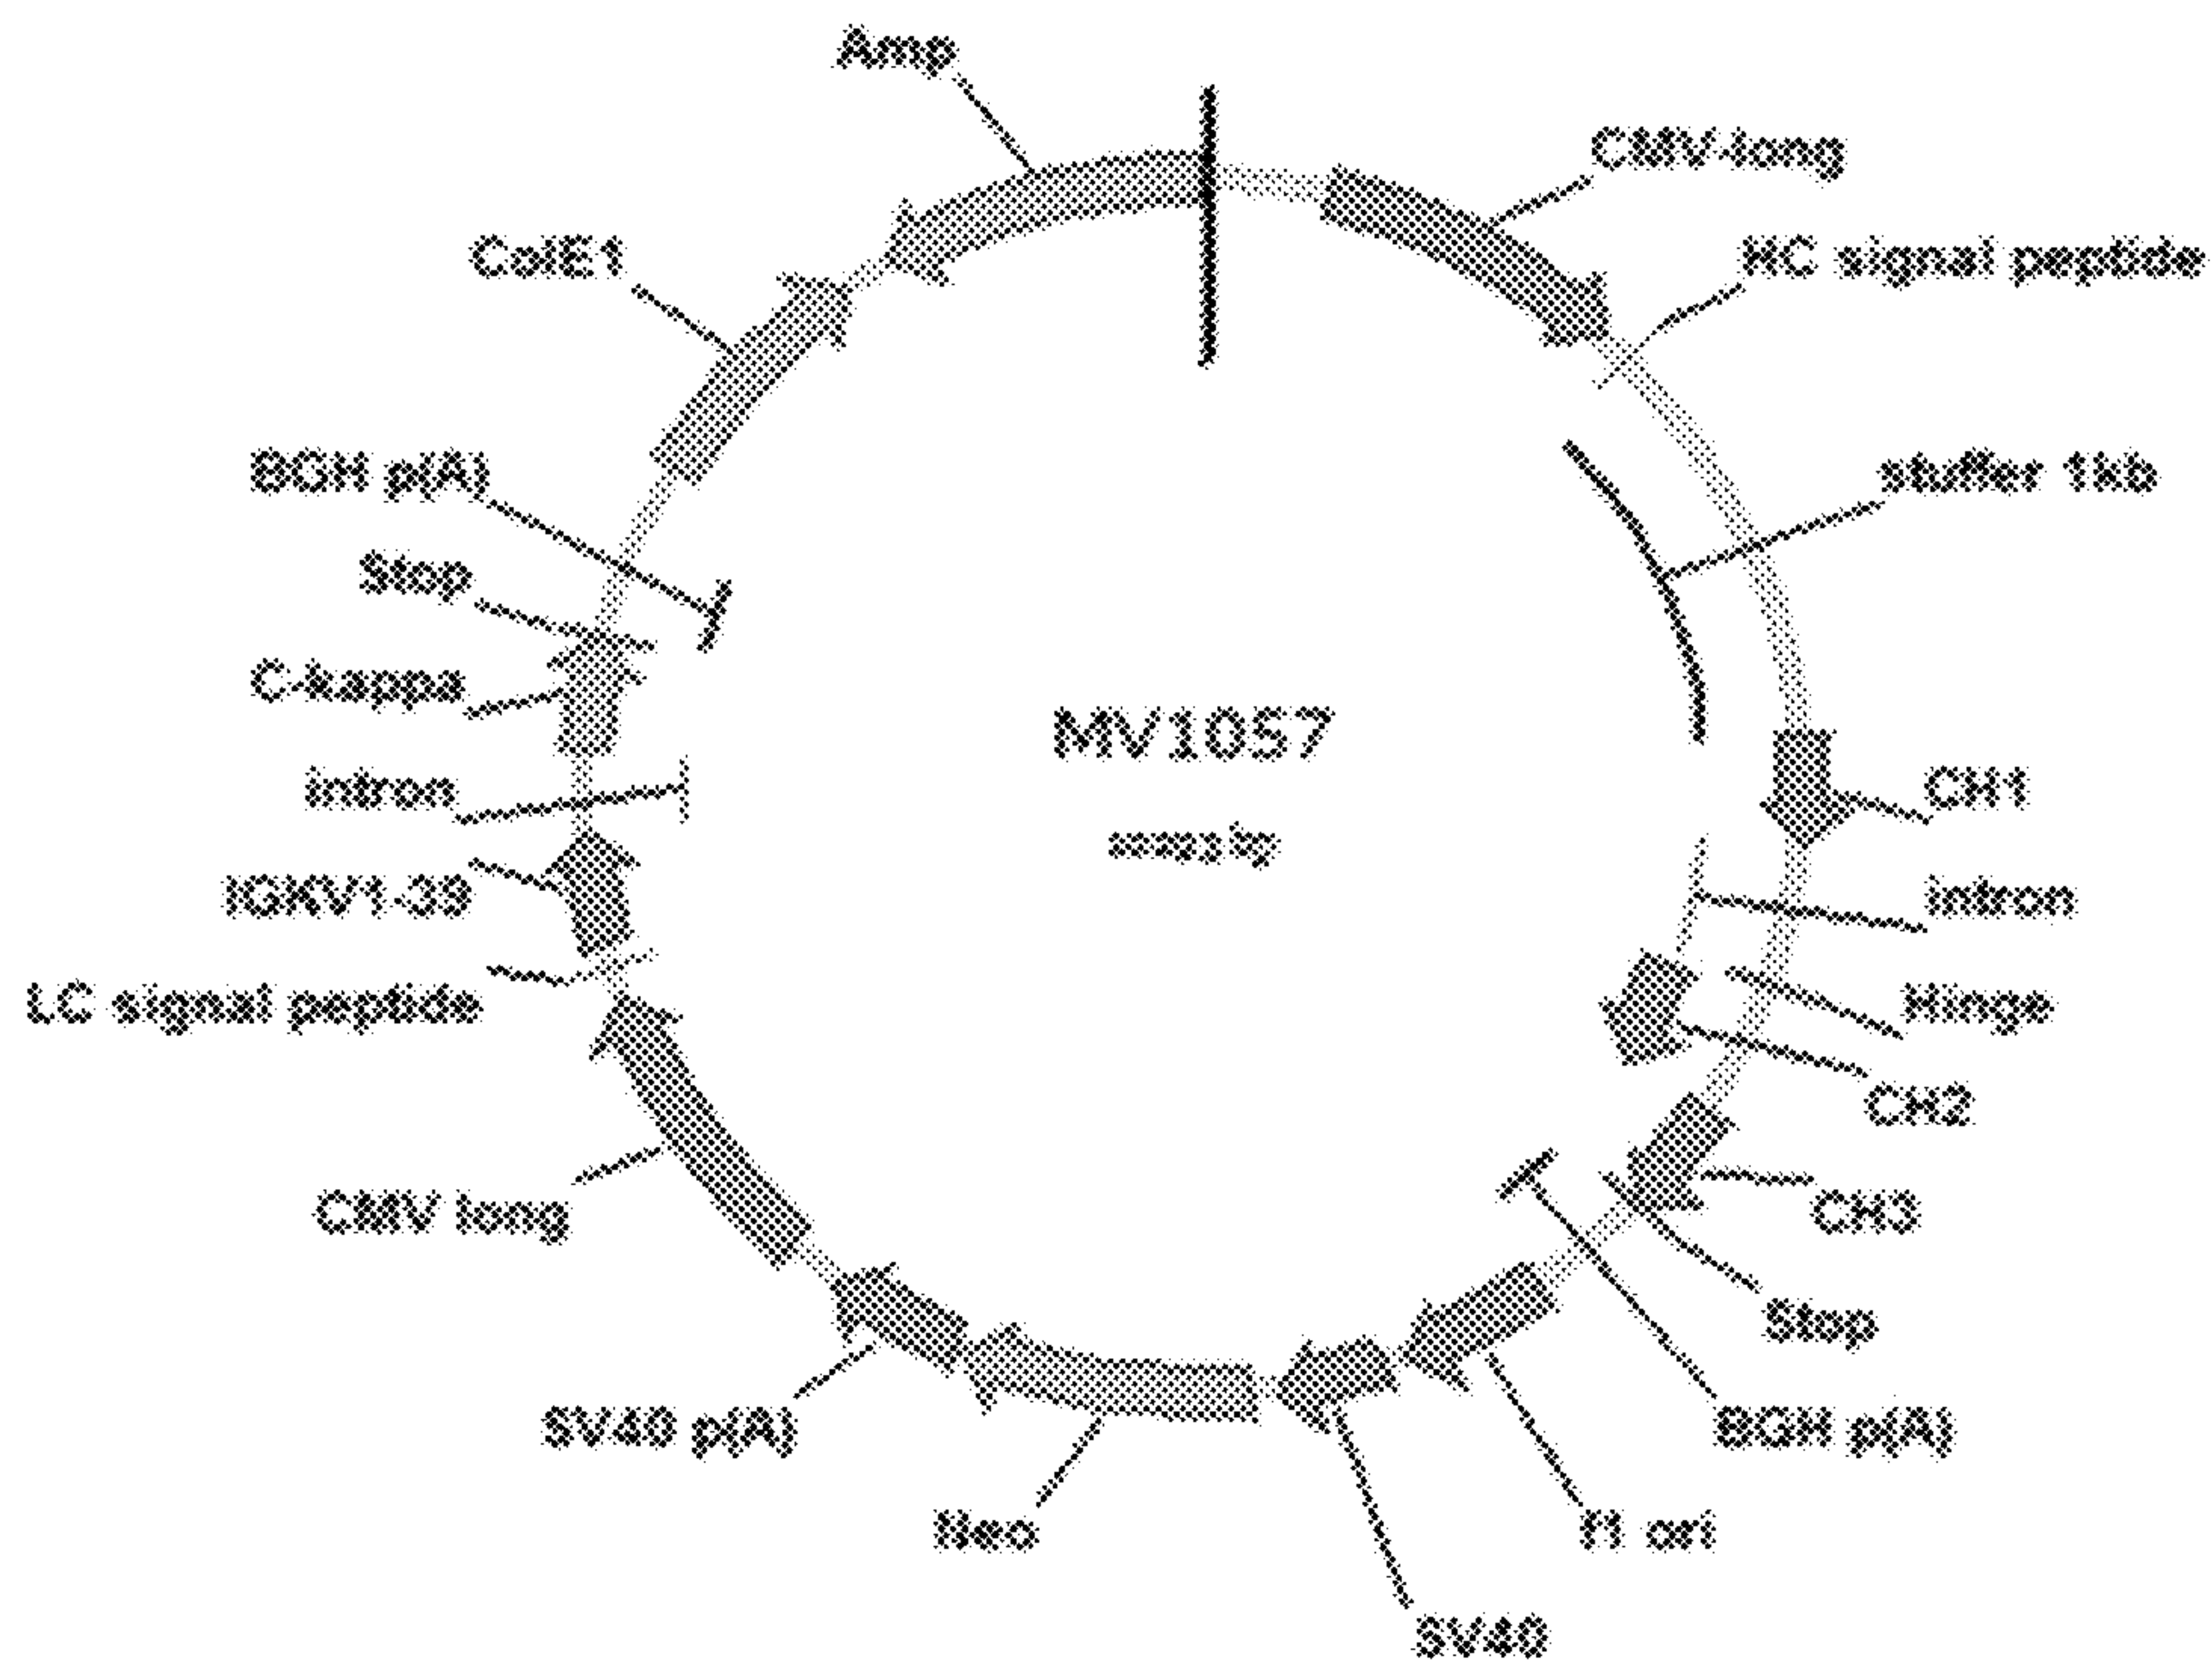 Amp
CMV-long
HC signal peptide
ColE1
stuffer 1kb
BGH p(A)
Stop
C-kappa
MV1057
intron
CH1
IGKV1-39
intron
LC signal peptide
Hinge
CH2
CMV long
CH3
Stop
SV40 p(A)
BGH p(A)
Neo
f1 ori
SV40